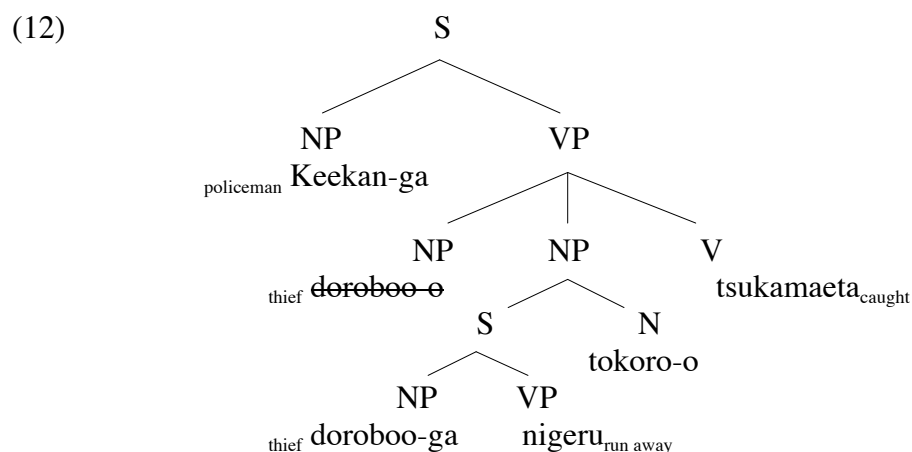 (12) S
NP VP
policeman Keekan-ga
NP NP V
thief doroboo-o tsukamaeta caught
S N
tokoro-o
NP VP
thief doroboo-ga nigeru run away